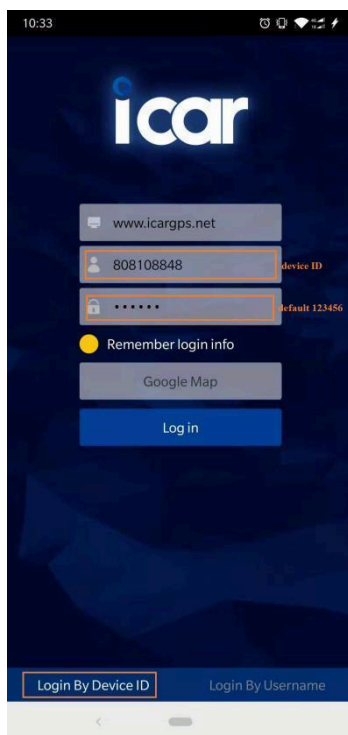 10:33
icar
www.icargps.net
808108848 device ID
•••••• default 123456
Remember login info
Google Map
Log in
Login By Device ID Login By Username